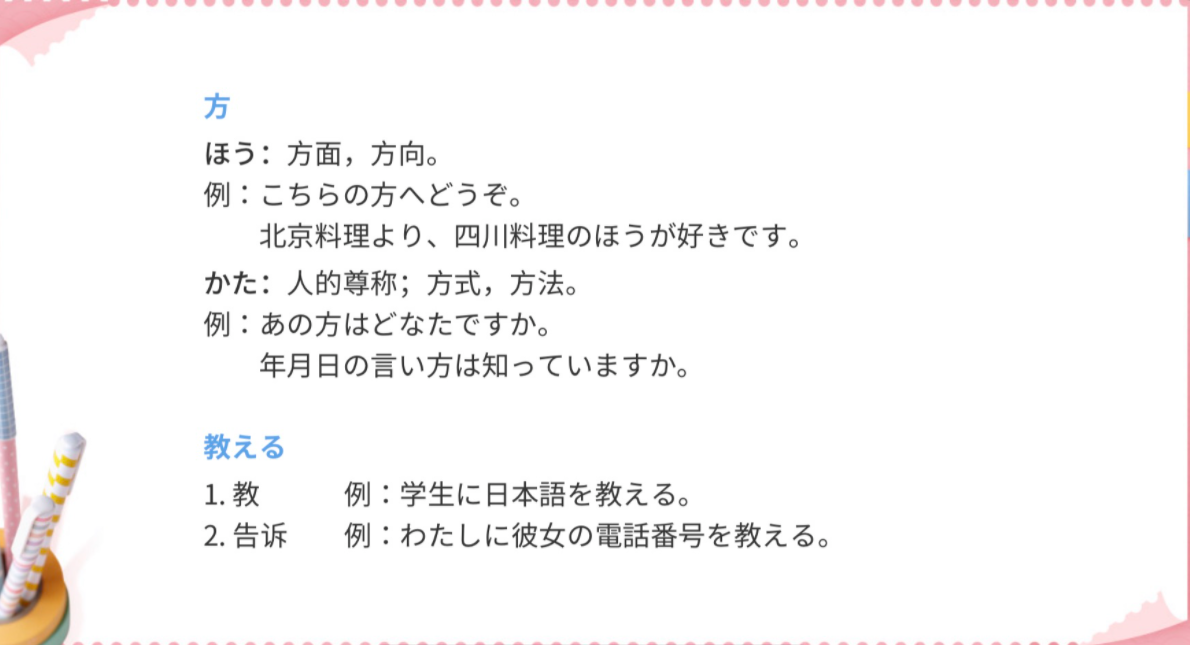 方
ほう：方面，方向。
例：こちらの方へどうぞ。
北京料理より、四川料理のほうが好きです。
かた：人的尊称；方式，方法。
例：あの方はどなたですか。
年月日の言い方は知っていますか。
教える
1. 教　　　例：学生に日本語を教える。
2. 告诉　　例：わたしに彼女の電話番号を教える。